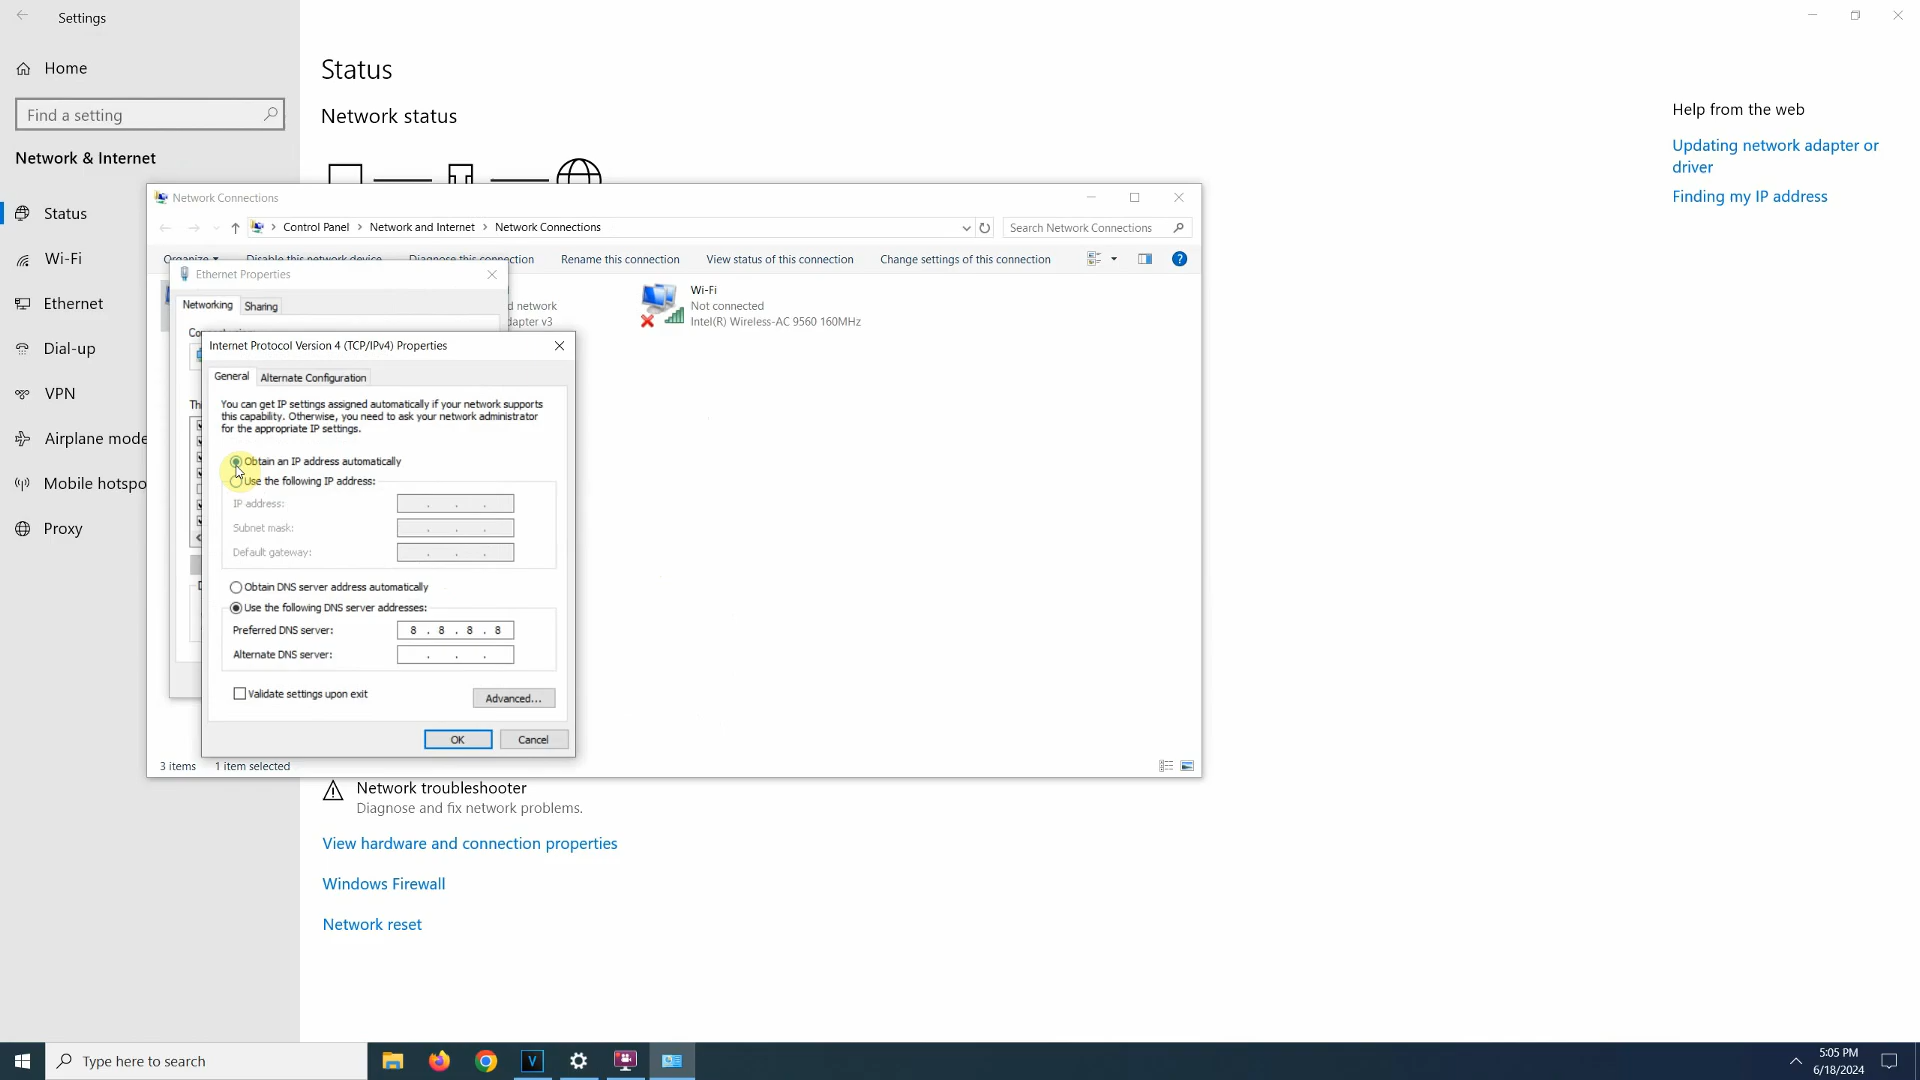 Settings
Home
Find a setting
Network & Internet
Status
Wi-Fi
Ethernet
Dial-up
VPN
Airplane mode
Mobile hotspo
Proxy
Status
Network status
Help from the web
Updating network adapter or
driver
Finding my IP address
Network Connections
Control Panel > Network and Internet > Network Connections
Search Network Connections
Organize
Disable this network device
Diagnose this connection
Rename this connection
View status of this connection
Change settings of this connection
Ethernet Properties
Networking
Sharing
d network
dapter v3
Wi-Fi
Not connected
Intel(R) Wireless-AC 9560 160MHz
Internet Protocol Version 4 (TCP/IPv4) Properties
General
Alternate Configuration
You can get IP settings assigned automatically if your network supports
this capability. Otherwise, you need to ask your network administrator
for the appropriate IP settings.
Obtain an IP address automatically
Use the following IP address:
IP address:
Subnet mask:
Default gateway:
Obtain DNS server address automatically
Use the following DNS server addresses:
Preferred DNS server:
8 . 8 . 8 . 8
Alternate DNS server:
Validate settings upon exit
Advanced...
OK
Cancel
3 items
1 item selected
Network troubleshooter
Diagnose and fix network problems.
View hardware and connection properties
Windows Firewall
Network reset
Type here to search
V
5:05 PM
6/18/2024